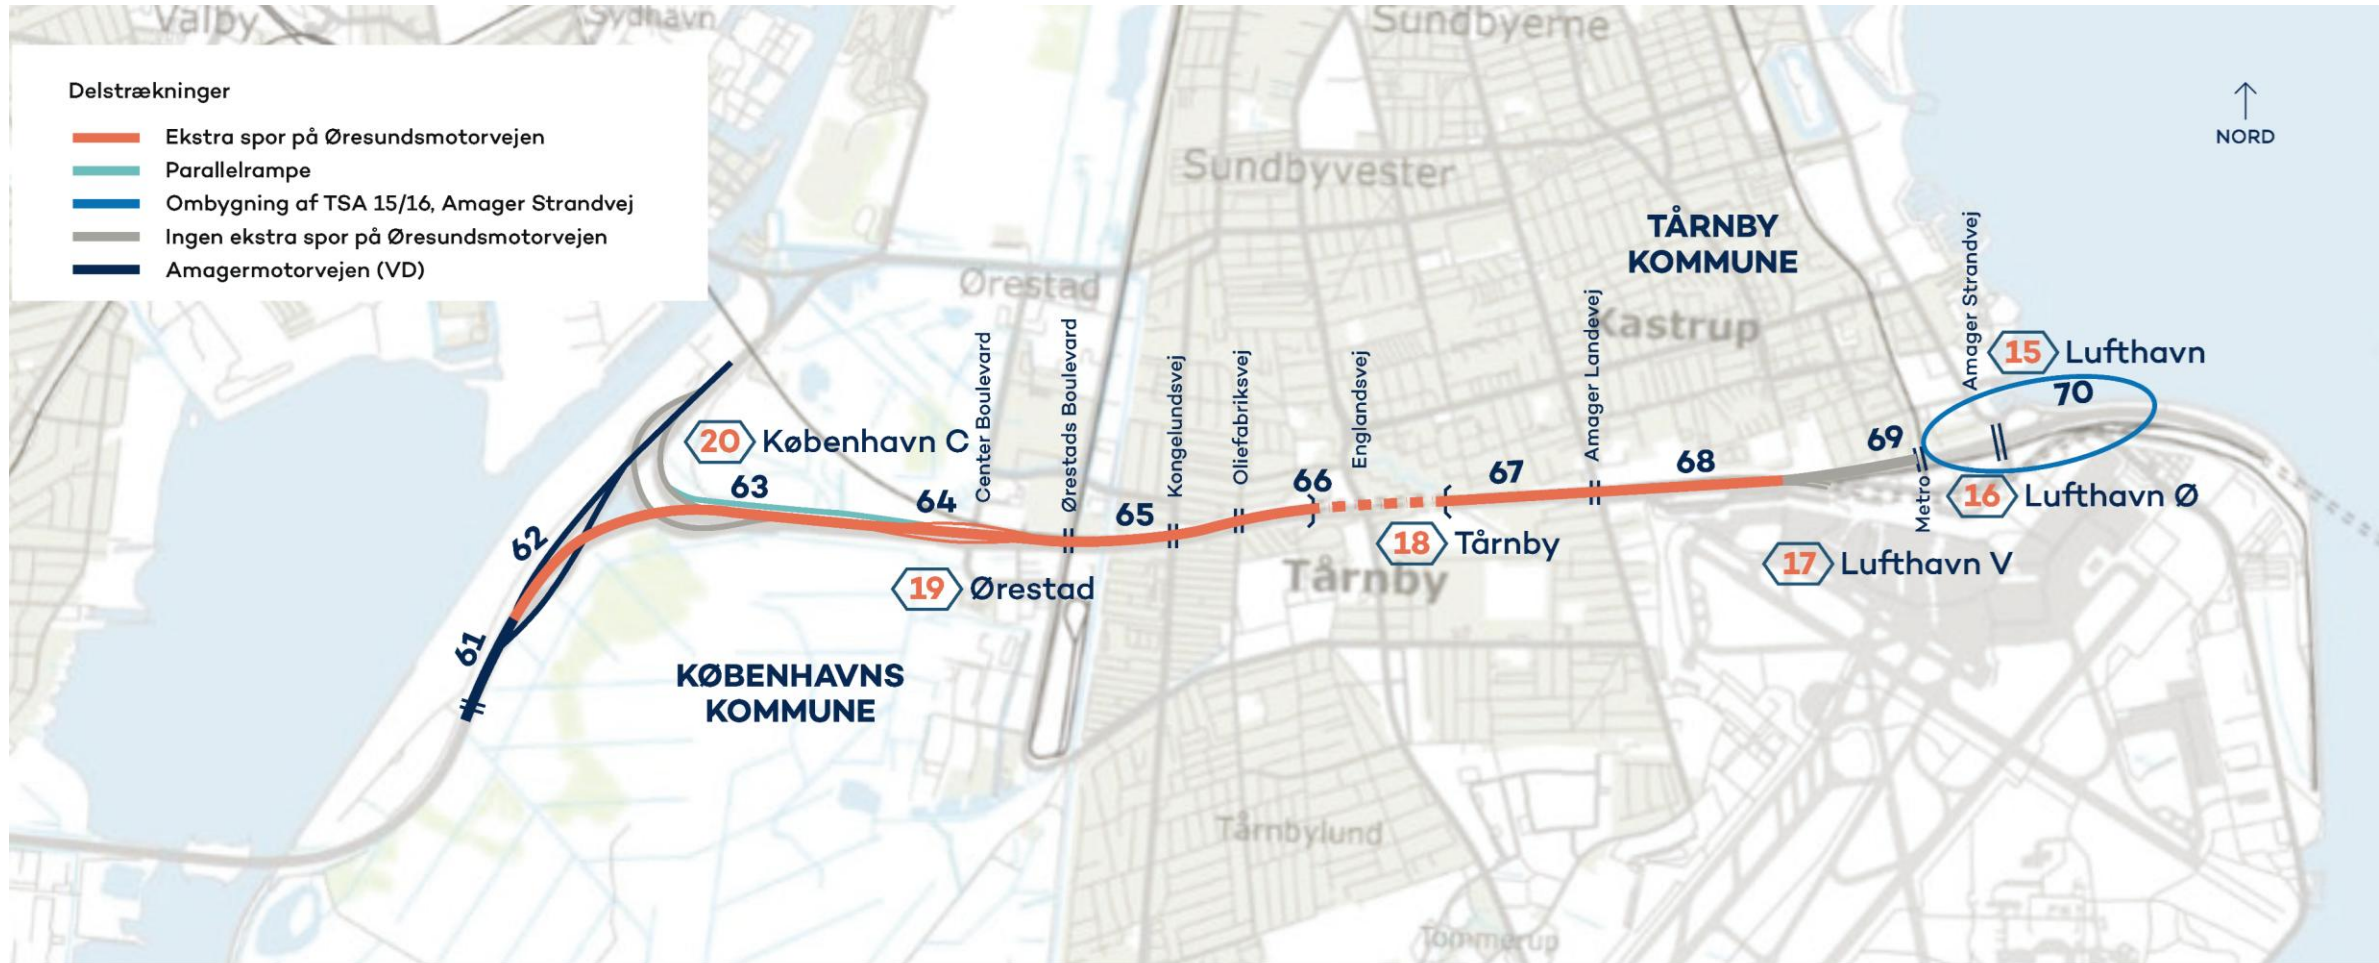 Valby
Sydhavn
Sundbyerne
Delstrækninger
Ekstra spor på Øresundsmotorvejen
Parallelrampe
Ombygning af TSA 15/16, Amager Strandvej
Ingen ekstra spor på Øresundsmotorvejen
Amagermotorvejen (VD)
NORD
Sundbyvester
TÅRNBY
KOMMUNE
Ørestad
Kastrup
Amager Strandvej
15 Lufthavn
70
Center Boulevard
Ørestads Boulevard
Kongelundsvej
Oliefabriksvej
Englandsvej
Amager Landevej
Metro
20 København C
63
64
65
66
67
68
69
62
61
16 Lufthavn Ø
18 Tårnby
17 Lufthavn V
19 Ørestad
Tårnby
KØBENHAVNS
KOMMUNE
Tårnbylund
Tømmerup